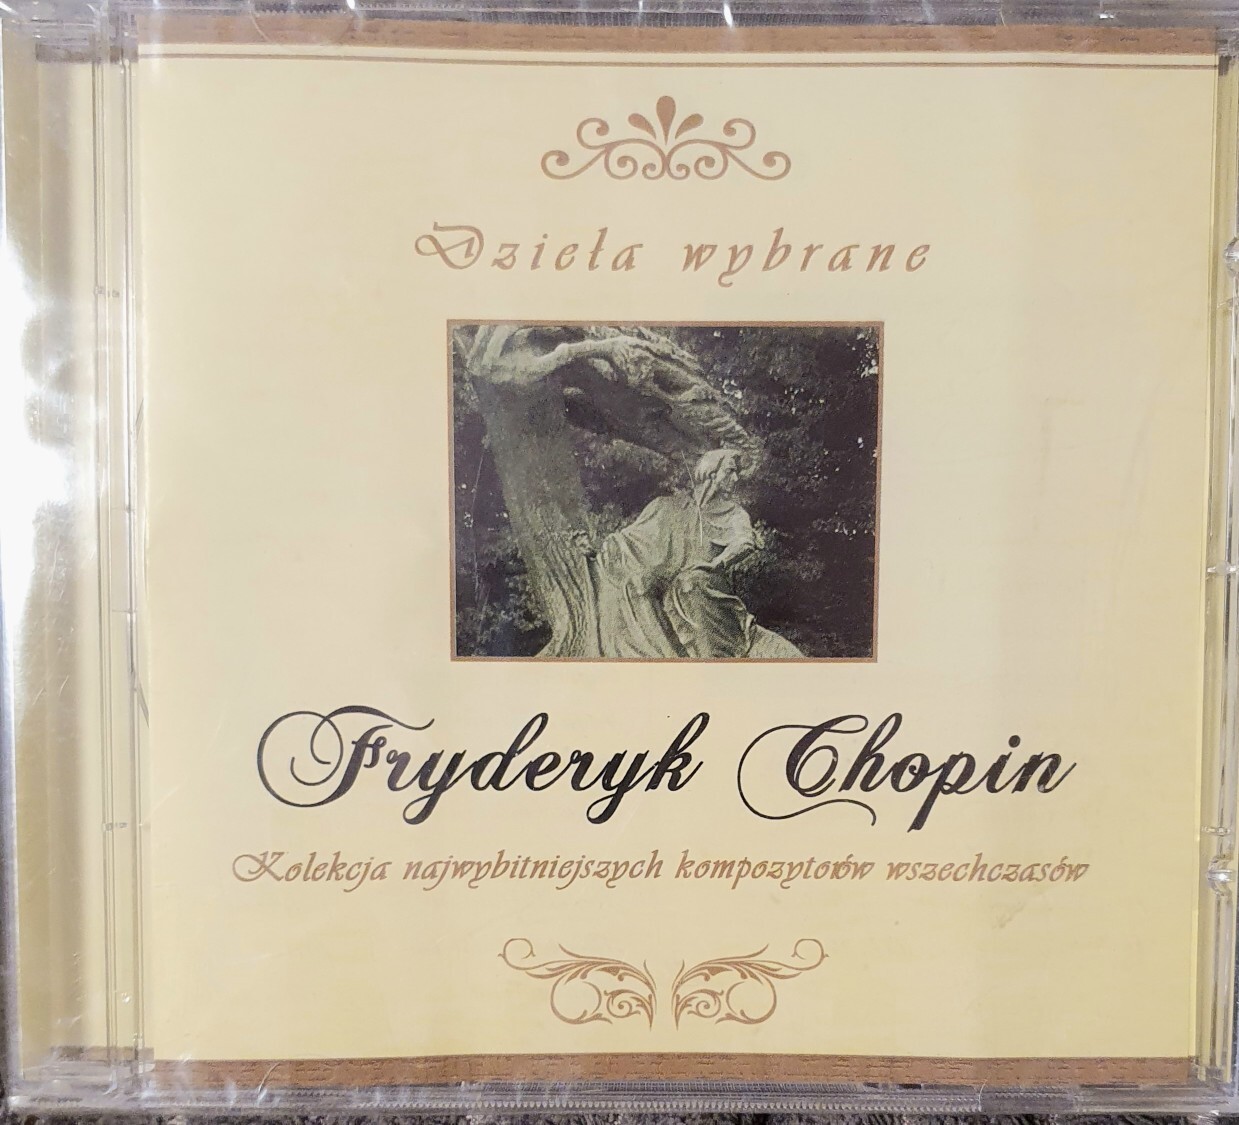 Dzieła wybrane
Fryderyk Chopin
Kolekcja najwybitniejszych kompozytorów wszechczasów